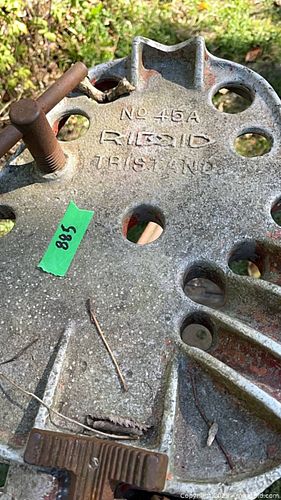 No 45A
RIDGID
TRISTAND
588